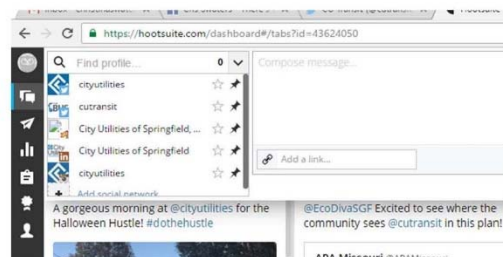 https://hootsuite.com/dashboard#/tabs?id=43624050
Find profile... 0
Compose message...
cityutilities
cutransit
City Utilities of Springfield, ...
City Utilities of Springfield
cityutilities
Add a link...
Add social network
A gorgeous morning at @cityutilities for the
Halloween Hustle! #dothehustle
@EcoDivaSGF Excited to see where the
community sees @cutransit in this plan!
APA Missouri